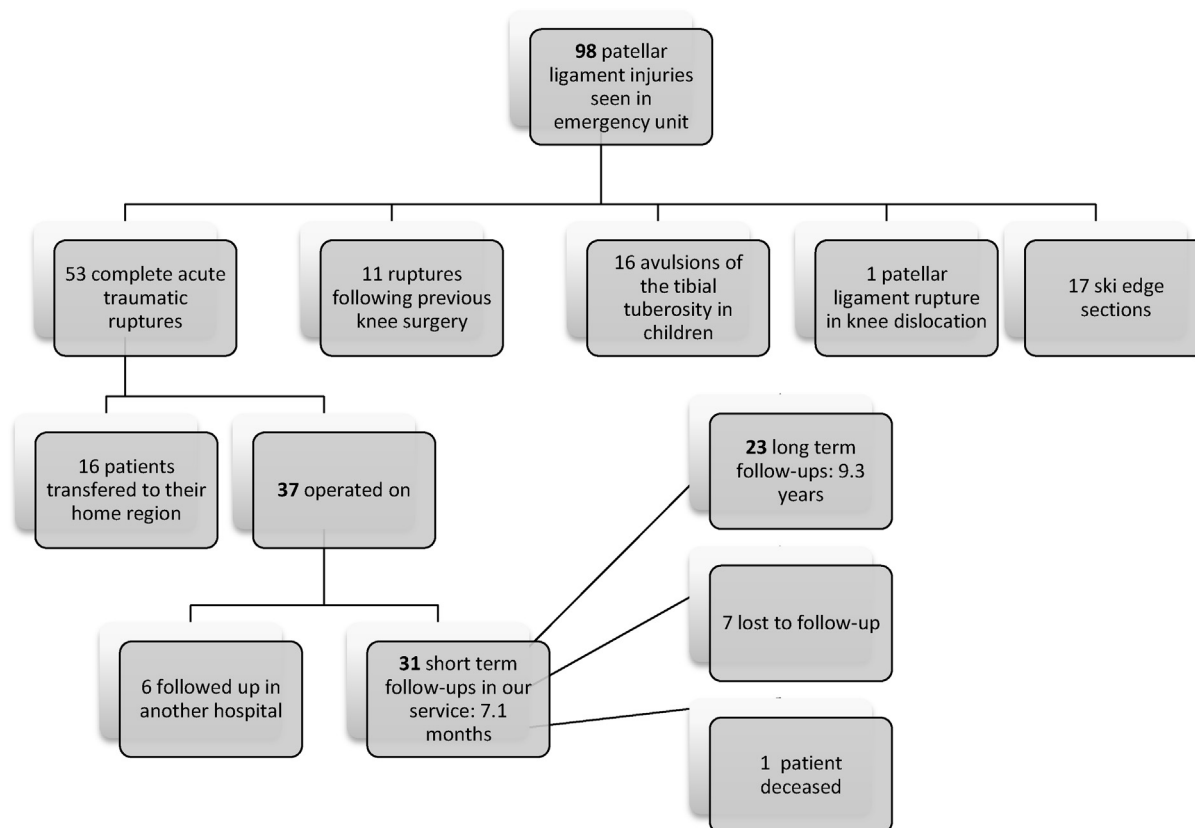 98 patellar
ligament injuries
seen in
emergency unit
53 complete acute
traumatic
ruptures
11 ruptures
following previous
knee surgery
16 avulsions of
the tibial
tuberosity in
children
1 patellar
ligament rupture
in knee dislocation
17 ski edge
sections
16 patients
transfered to their
home region
37 operated on
23 long term
follow-ups: 9.3
years
7 lost to follow-up
6 followed up in
another hospital
31 short term
follow-ups in our
service: 7.1
months
1 patient
deceased